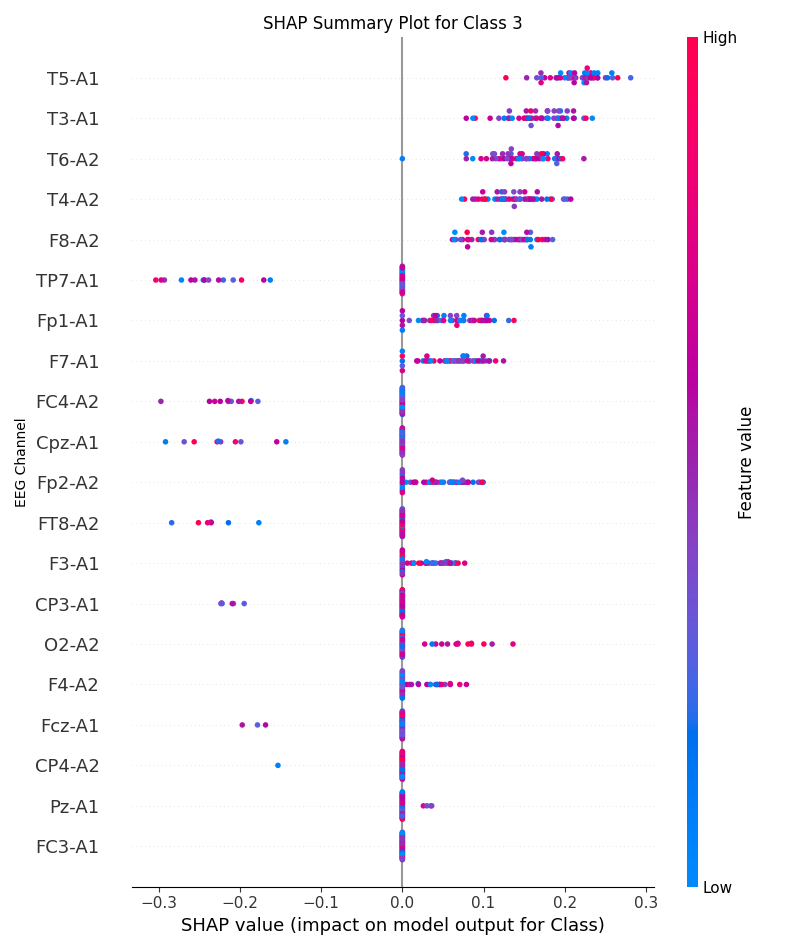 SHAP Summary Plot for Class 3
High
T5-A1
T3-A1
T6-A2
T4-A2
F8-A2
TP7-A1
Fp1-A1
F7-A1
FC4-A2
Cpz-A1
Fp2-A2
FT8-A2
F3-A1
CP3-A1
O2-A2
F4-A2
Fcz-A1
CP4-A2
Pz-A1
FC3-A1
EEG Channel
Feature value
Low
−0.3 −0.2 −0.1 0.0 0.1 0.2 0.3
SHAP value (impact on model output for Class)